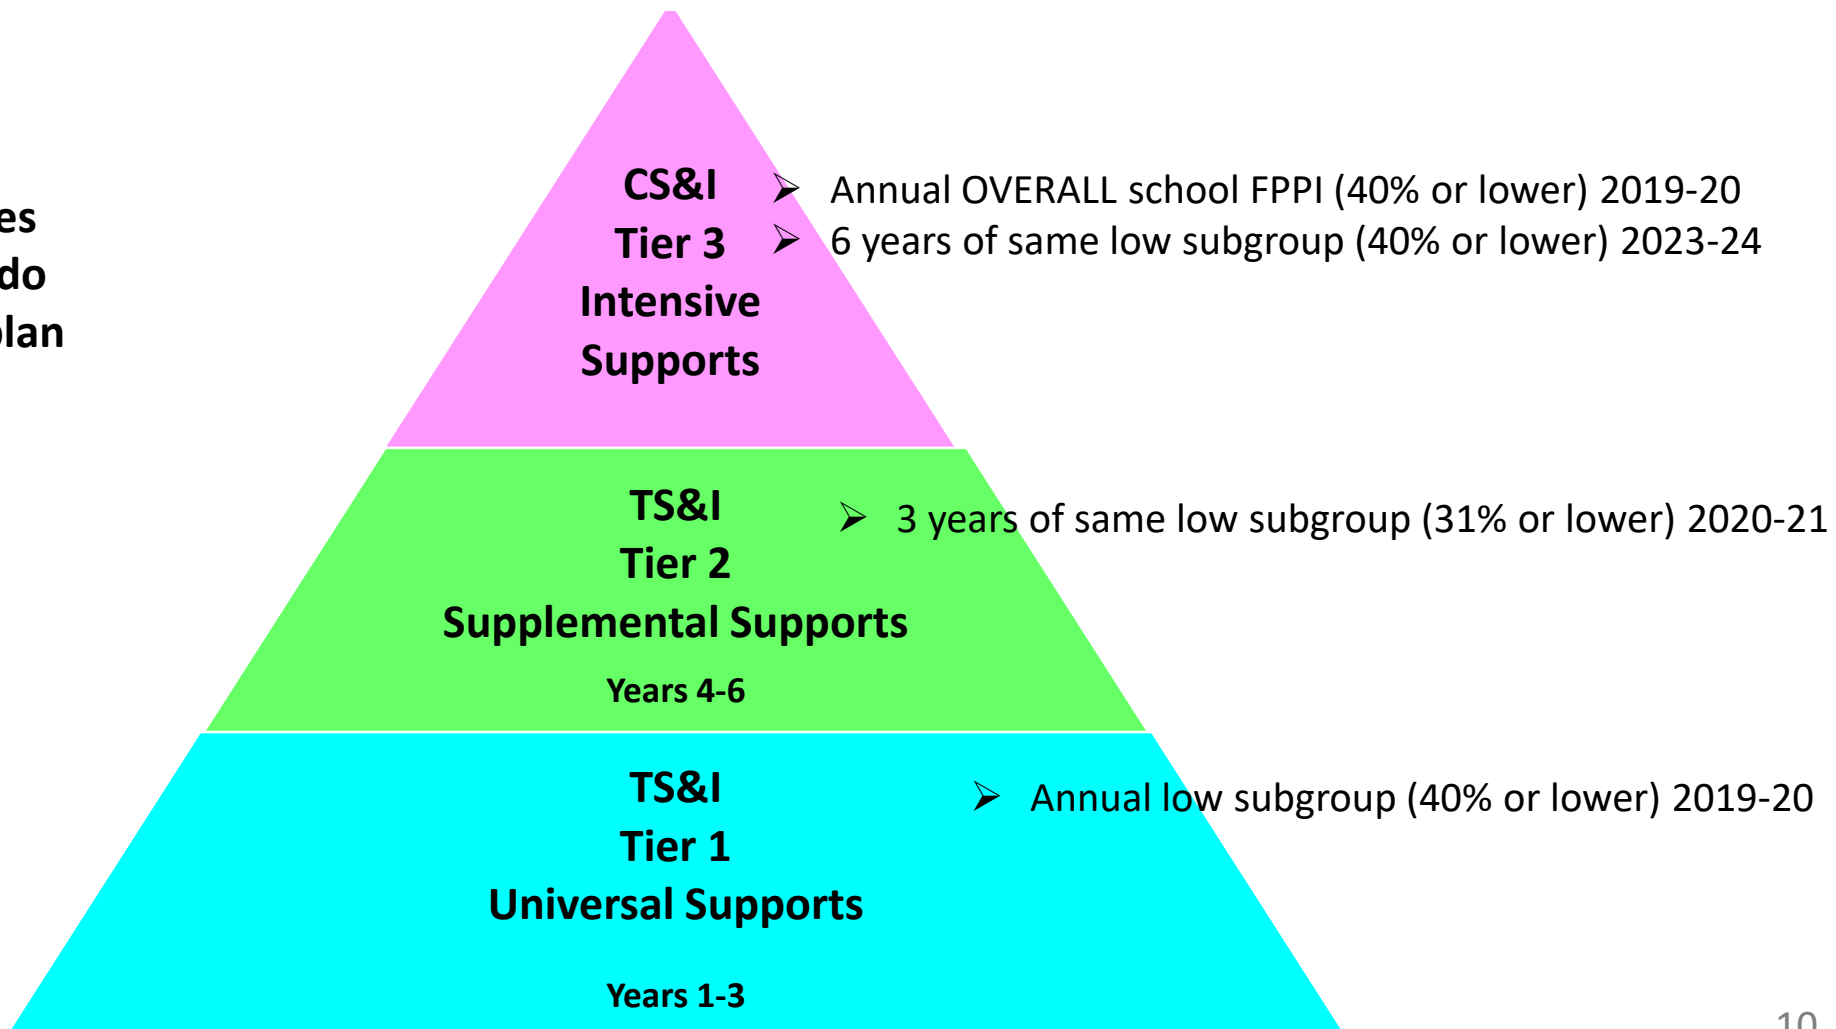 es
do
plan
CS&I
Tier 3
Intensive
Supports
➢ Annual OVERALL school FPPI (40% or lower) 2019-20
➢ 6 years of same low subgroup (40% or lower) 2023-24
TS&I
Tier 2
Supplemental Supports
Years 4-6
➢ 3 years of same low subgroup (31% or lower) 2020-21
TS&I
Tier 1
Universal Supports
Years 1-3
➢ Annual low subgroup (40% or lower) 2019-20
10